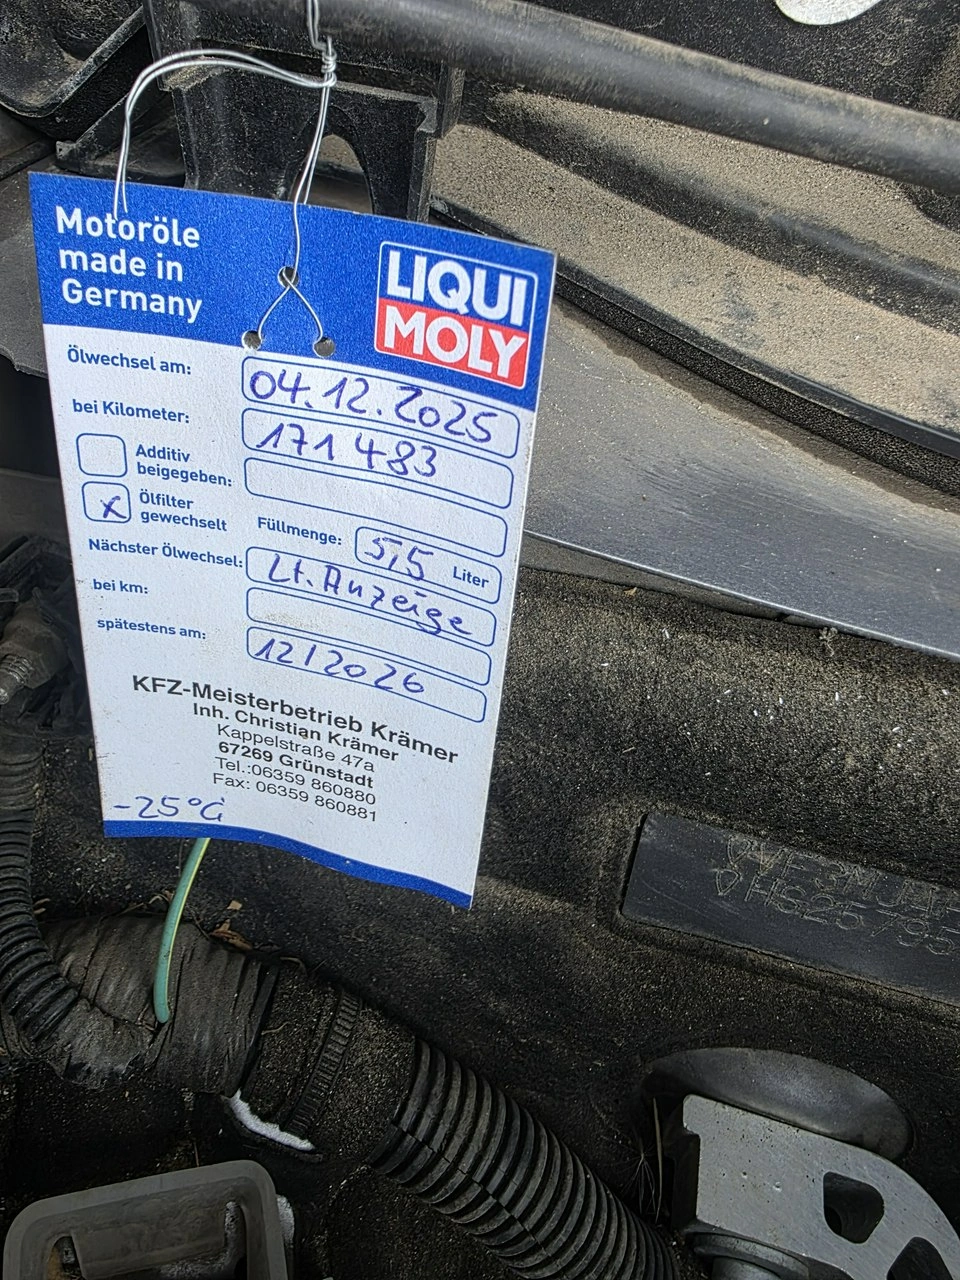 Motoröle
made in
Germany
LIQUI
MOLY
Ölwechsel am: 04.12.2025
bei Kilometer: 171 483
Additiv
beigegeben:
x Ölfilter
gewechselt
Füllmenge: 5,5 Liter
Nächster Ölwechsel: Lt. Anzeige
bei km:
spätestens am: 12/2026
KFZ-Meisterbetrieb Krämer
Inh. Christian Krämer
Kappelstraße 47a
67269 Grünstadt
Tel.:06359 860880
Fax: 06359 860881
-25°C